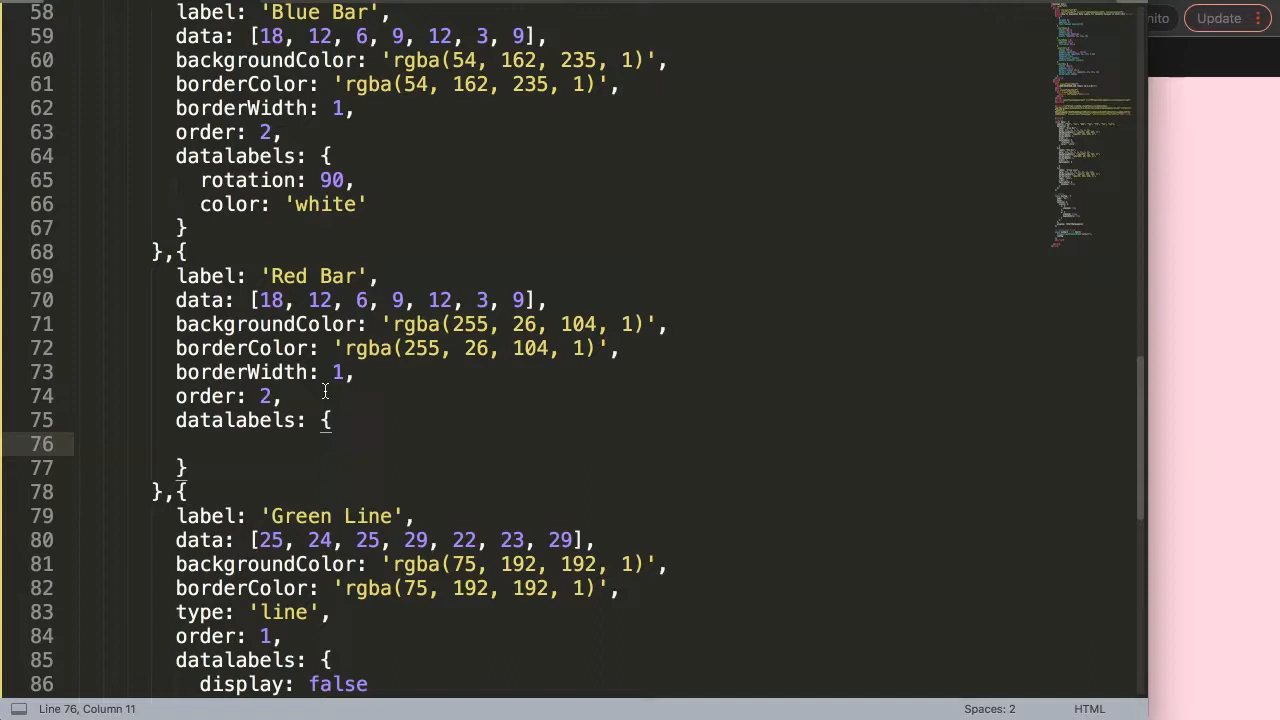 58 label: 'Blue Bar',
nito
Update
59 data: [18, 12, 6, 9, 12, 3, 9],
60 backgroundColor: 'rgba(54, 162, 235, 1)',
61 borderColor: 'rgba(54, 162, 235, 1)',
62 borderWidth: 1,
63 order: 2,
64 datalabels: {
65 rotation: 90,
66 color: 'white'
67 }
68 },{
69 label: 'Red Bar',
70 data: [18, 12, 6, 9, 12, 3, 9],
71 backgroundColor: 'rgba(255, 26, 104, 1)',
72 borderColor: 'rgba(255, 26, 104, 1)',
73 borderWidth: 1,
74 order: 2,
75 datalabels: {
76
77 }
78 },{
79 label: 'Green Line',
80 data: [25, 24, 25, 29, 22, 23, 29],
81 backgroundColor: 'rgba(75, 192, 192, 1)',
82 borderColor: 'rgba(75, 192, 192, 1)',
83 type: 'line',
84 order: 1,
85 datalabels: {
86 display: false
Line 76, Column 11
Spaces: 2
HTML